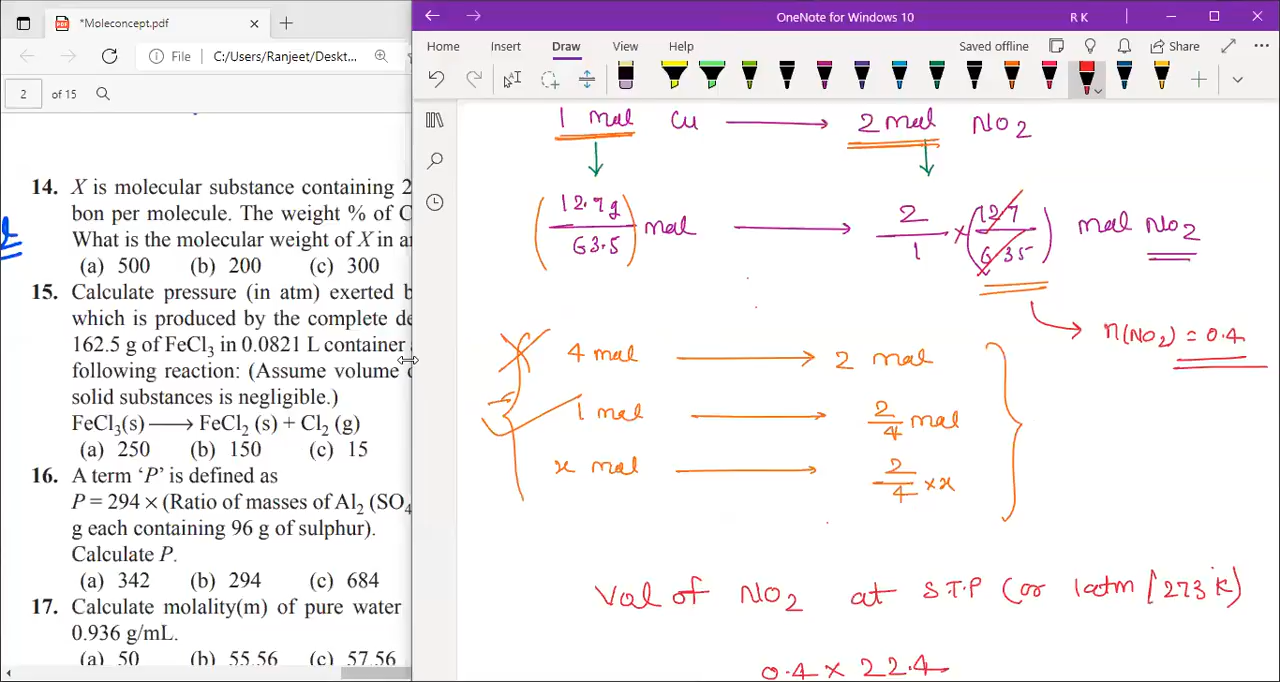 *Moleconcept.pdf
File C:/Users/Ranjeet/Deskt...
2 of 15
14. X is molecular substance containing 2
bon per molecule. The weight % of C
What is the molecular weight of X in ar
(a) 500 (b) 200 (c) 300
15. Calculate pressure (in atm) exerted b
which is produced by the complete de
162.5 g of FeCl₃ in 0.0821 L container
following reaction: (Assume volume o
solid substances is negligible.)
FeCl₃(s) ⟶ FeCl₂ (s) + Cl₂ (g)
(a) 250 (b) 150 (c) 15
16. A term ‘P’ is defined as
P = 294 × (Ratio of masses of Al₂ (SO₄
g each containing 96 g of sulphur).
Calculate P.
(a) 342 (b) 294 (c) 684
17. Calculate molality(m) of pure water
0.936 g/mL.
(a) 50 (b) 55.56 (c) 57.56
OneNote for Windows 10
R K
Home Insert Draw View Help Saved offline Share
1 mol Cu ⟶ 2 mol NO₂
(12.7g/63.5) mol ⟶ 2/1 × (127/635) mol NO₂
n(NO₂) = 0.4
4 mol ⟶ 2 mol
1 mol ⟶ 2/4 mol
x mol ⟶ 2/4 × x
Vol of NO₂ at S.T.P (or 1atm/273K)
0.4 × 22.4